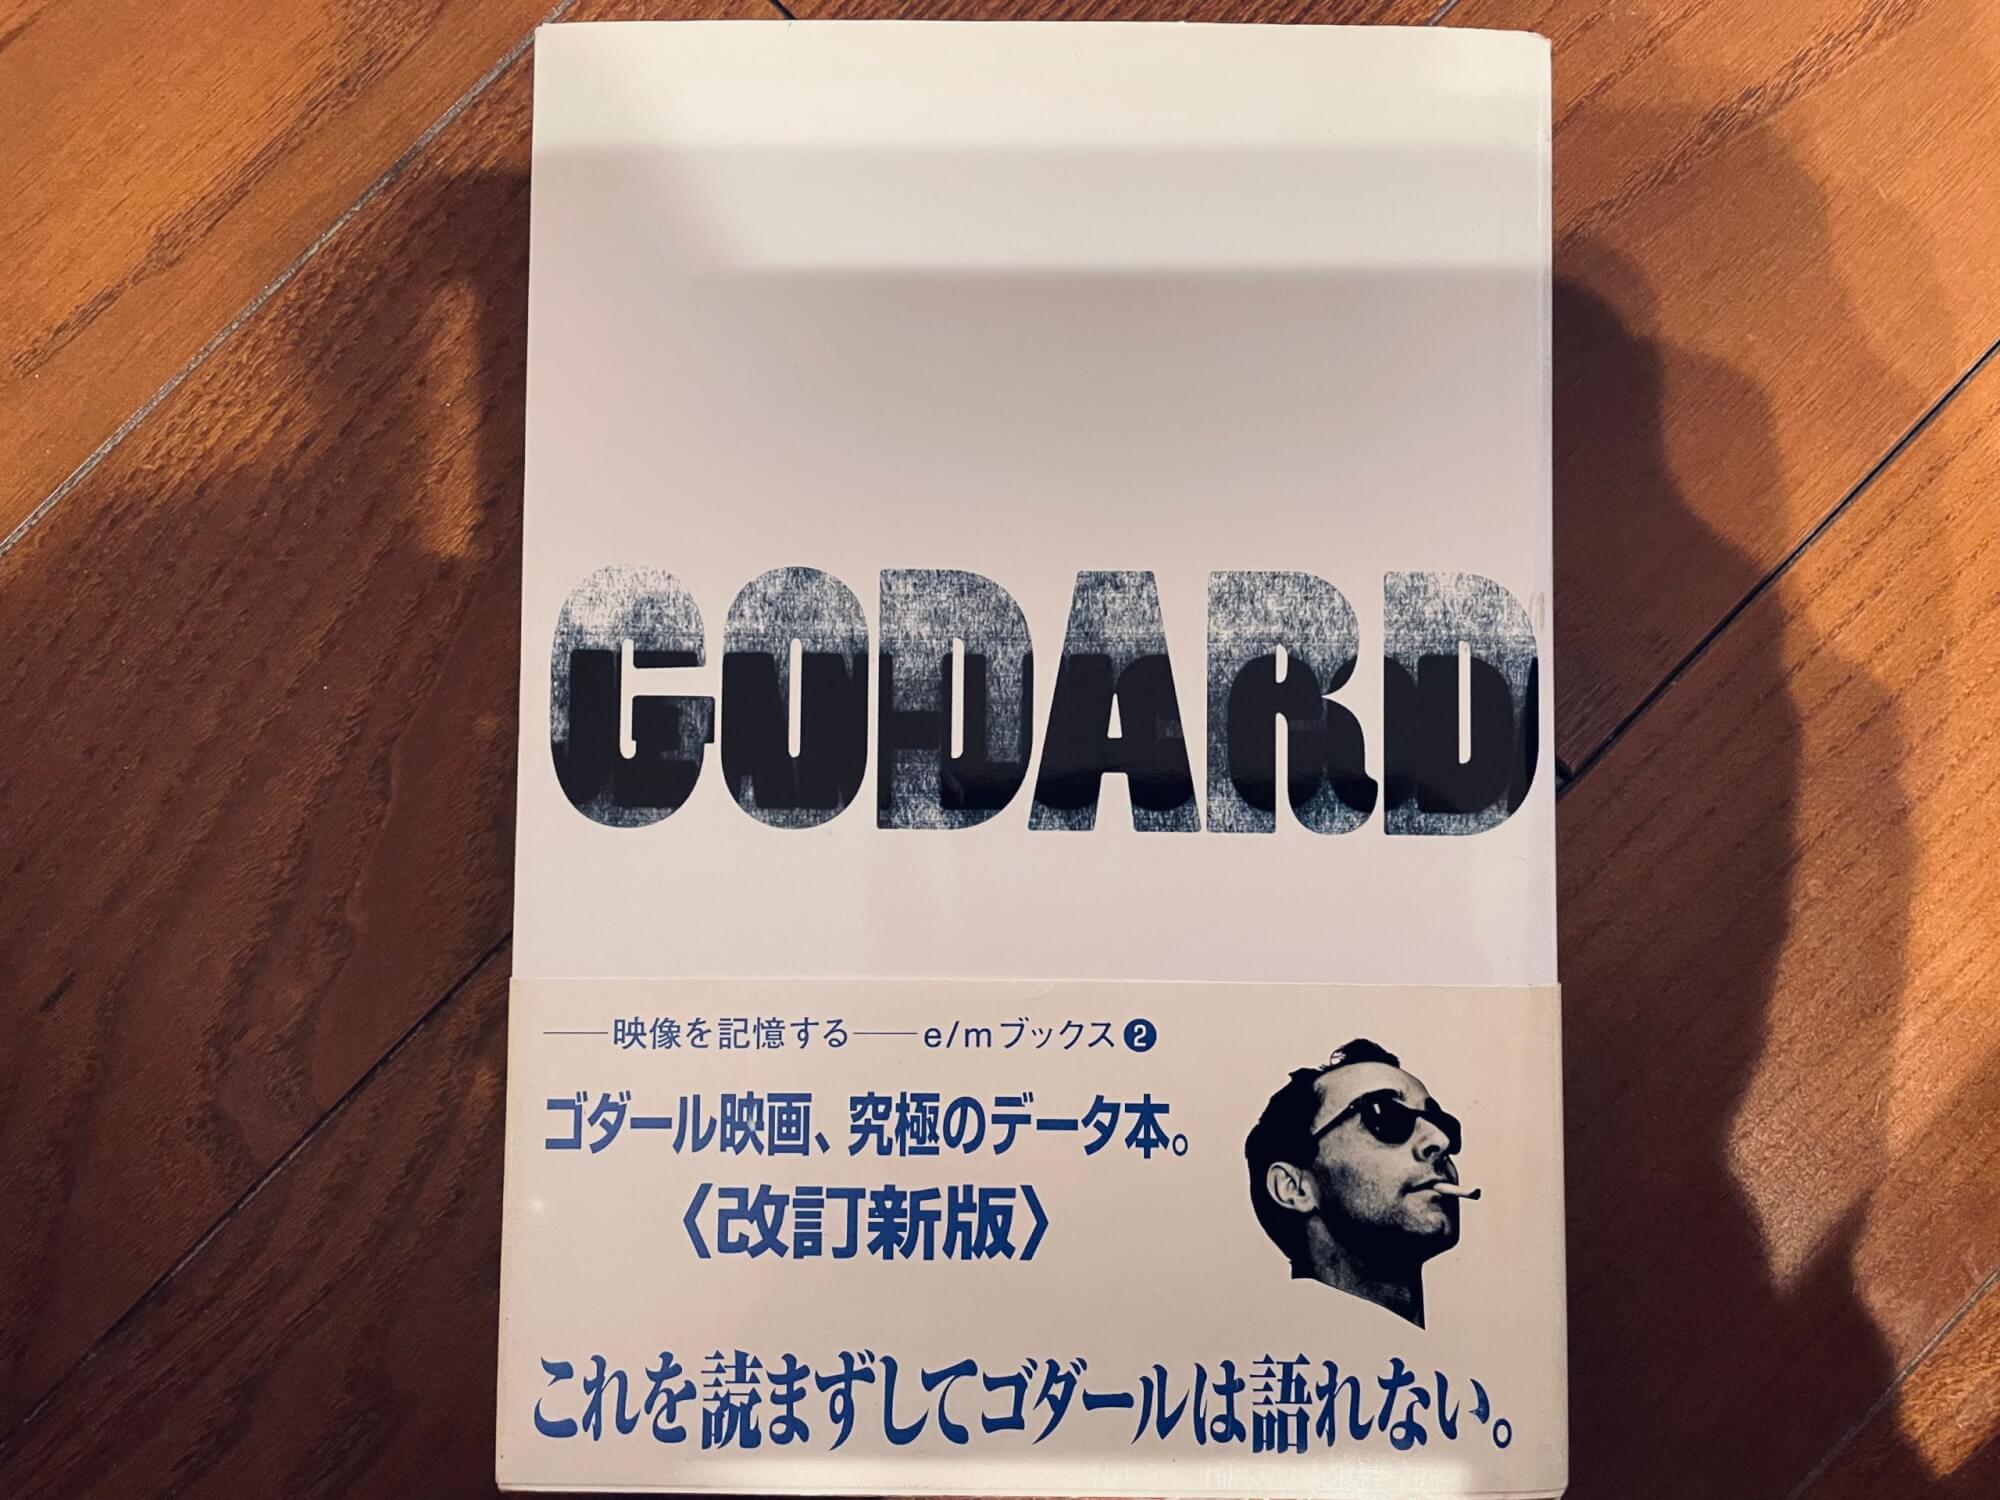 GODARD
――映像を記憶する――e/mブックス❷
ゴダール映画、究極のデータ本。
〈改訂新版〉
これを読まずしてゴダールは語れない。